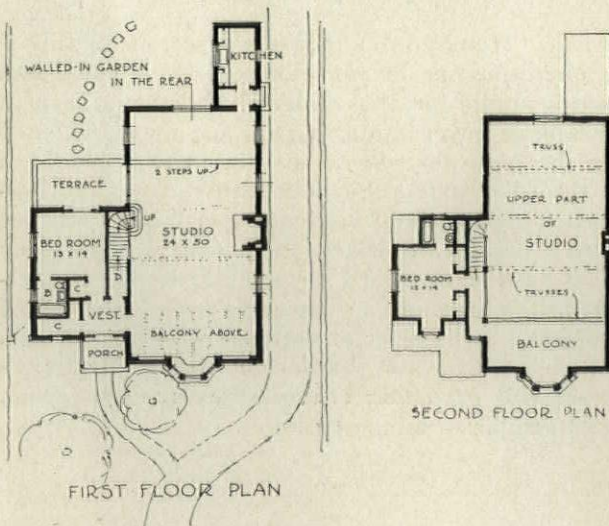 KITCHEN
WALLED-IN GARDEN
IN THE REAR
2 STEPS UP
TERRACE
UP
STUDIO
24 X 50
BED ROOM
13 X 14
D
B
C
C
VEST.
BALCONY ABOVE
PORCH
FIRST FLOOR PLAN
TRUSS
UPPER PART
OF
STUDIO
BED ROOM
13 X 14
TRUSSES
BALCONY
SECOND FLOOR PLAN